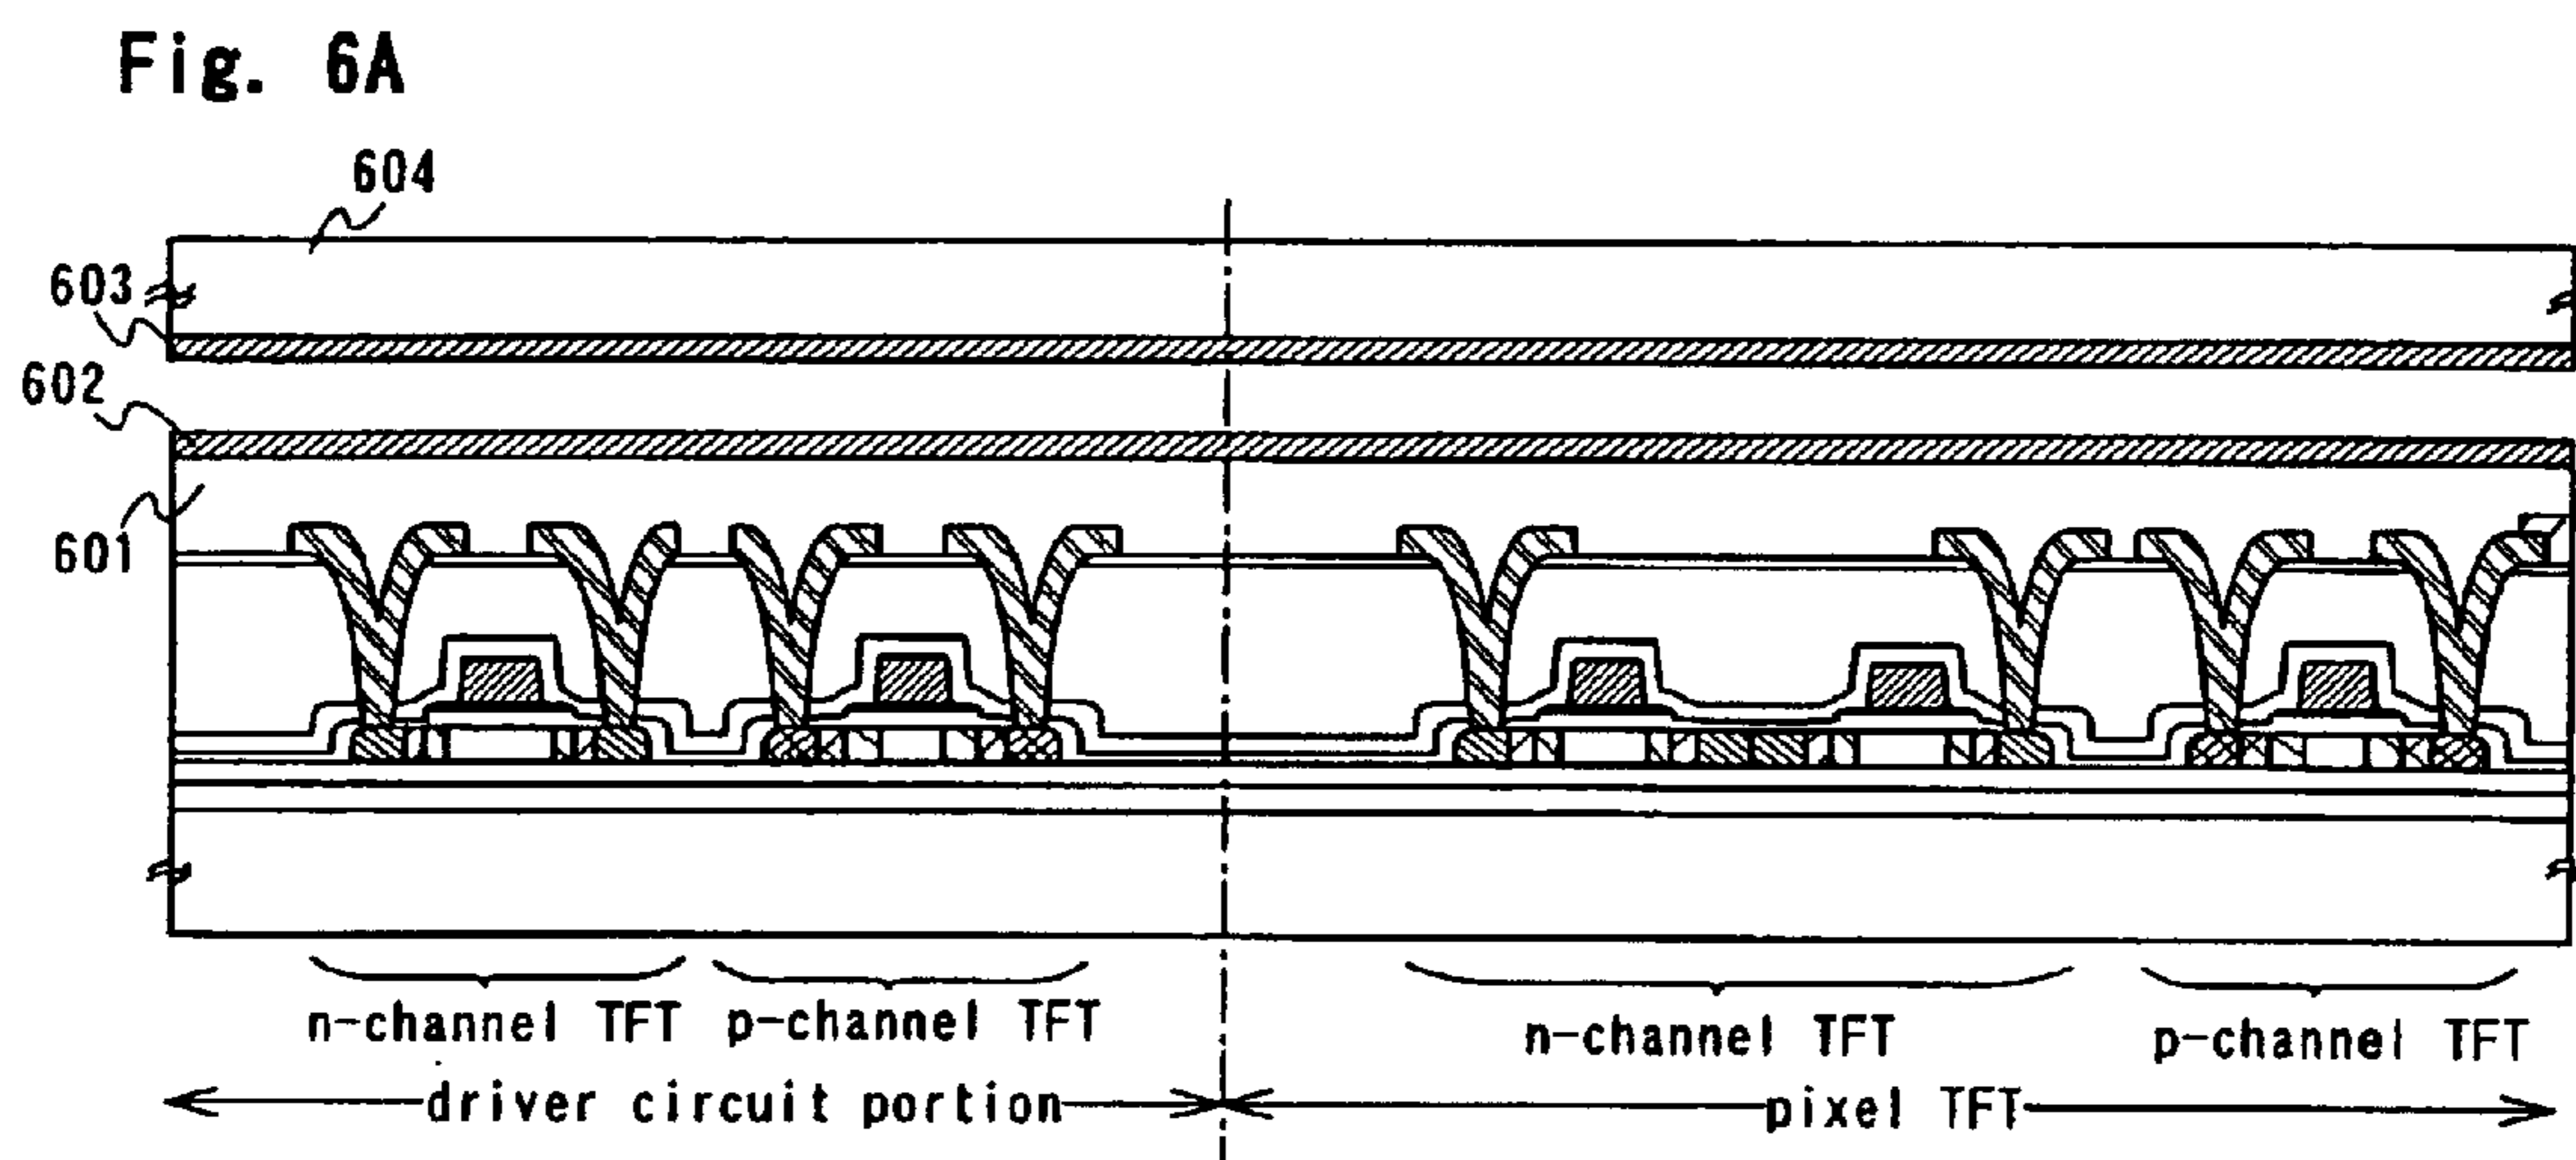 Fig. 6A
604
603
602
601
n-channel TFT p-channel TFT n-channel TFT p-channel TFT
driver circuit portion pixel TFT